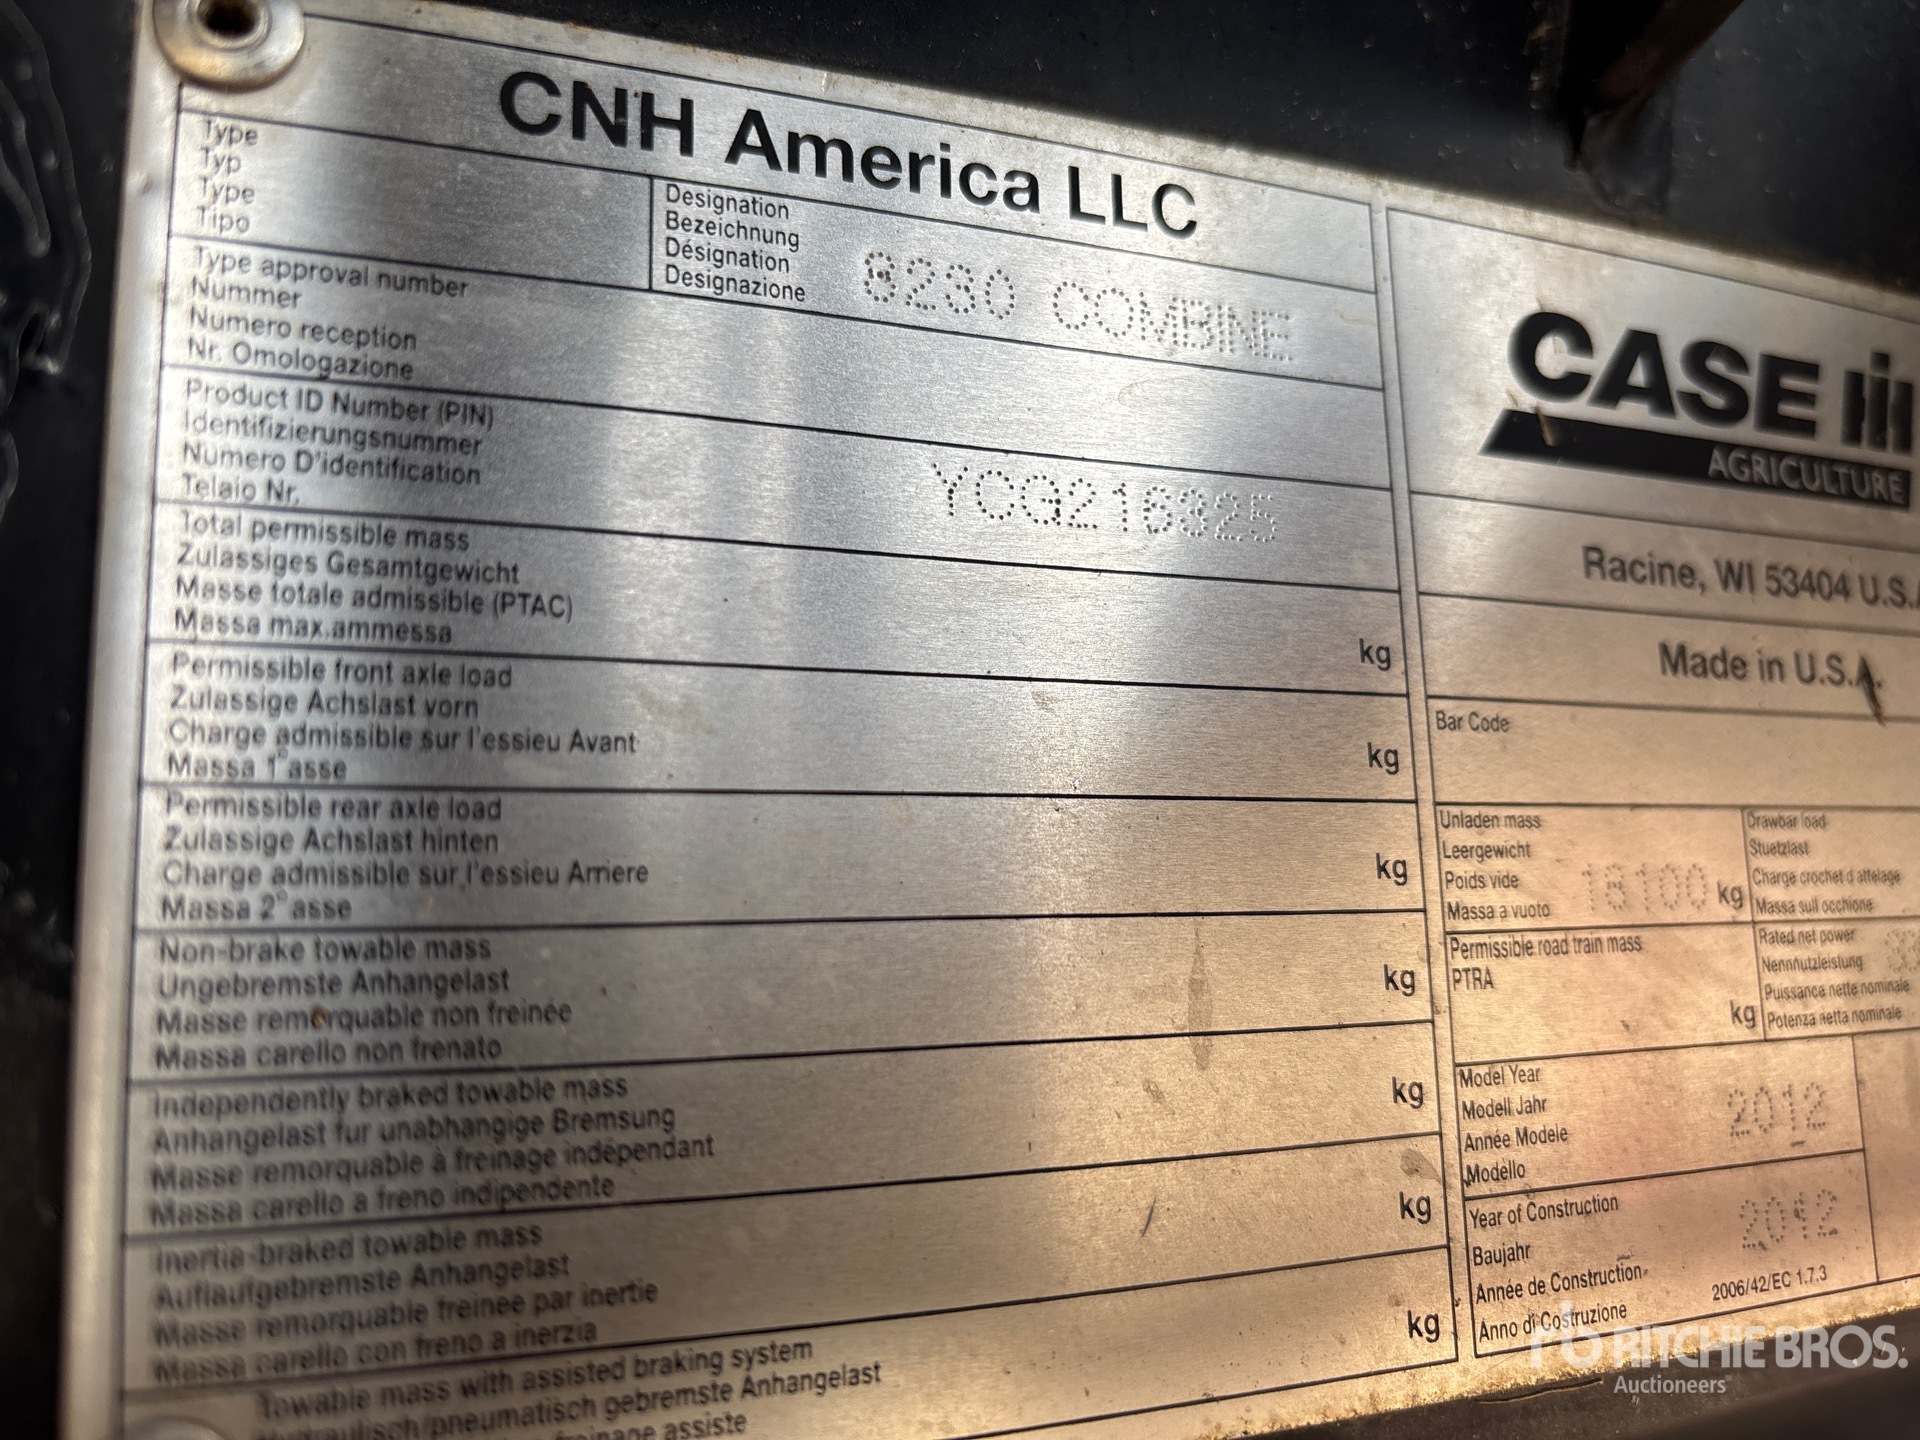 CNH America LLC
Type
Typ
Type
Tipo
Designation
Bezeichnung
Désignation
Designazione
8230 COMBINE
Type approval number
Nummer
Numero reception
Nr. Omologazione
Product ID Number (PIN)
Identifizierungsnummer
Numero D'identification
Telaio Nr.
YCG216325
Total permissible mass
Zulassiges Gesamtgewicht
Masse totale admissible (PTAC)
Massa max.ammessa
kg
Permissible front axle load
Zulassige Achslast vorn
Charge admissible sur l'essieu Avant
Massa 1°asse
kg
Permissible rear axle load
Zulassige Achslast hinten
Charge admissible sur l'essieu Arriere
Massa 2°asse
kg
Non-brake towable mass
Ungebremste Anhangelast
Masse remorquable non freinée
Massa carello non frenato
kg
Independently braked towable mass
Anhangelast fur unabhangige Bremsung
Masse remorquable à freinage indépendant
Massa carello a freno indipendente
kg
Inertia-braked towable mass
Auflaufgebremste Anhangelast
Masse remorquable freinée par inertie
Massa carello con freno a inerzia
kg
Towable mass with assisted braking system
Hydraulisch/pneumatisch gebremste Anhangelast
freinage assiste
kg
CASE IH
AGRICULTURE
Racine, WI 53404 U.S.A
Made in U.S.A.
Bar Code
Unladen mass
Leergewicht
Poids vide
Massa a vuoto
18100 kg
Drawbar load
Stuetzlast
Charge crochet d'attelage
Massa sull occhione
Permissible road train mass
PTRA
kg
Rated net power
Nennnutzleistung
Puissance nette nominale
Potenza netta nominale
Model Year
Modell Jahr
Année Modele
Modello
2012
Year of Construction
Baujahr
Année de Construction
Anno di Costruzione
2012
2006/42/EC 1.7.3
rb RITCHIE BROS.
Auctioneers